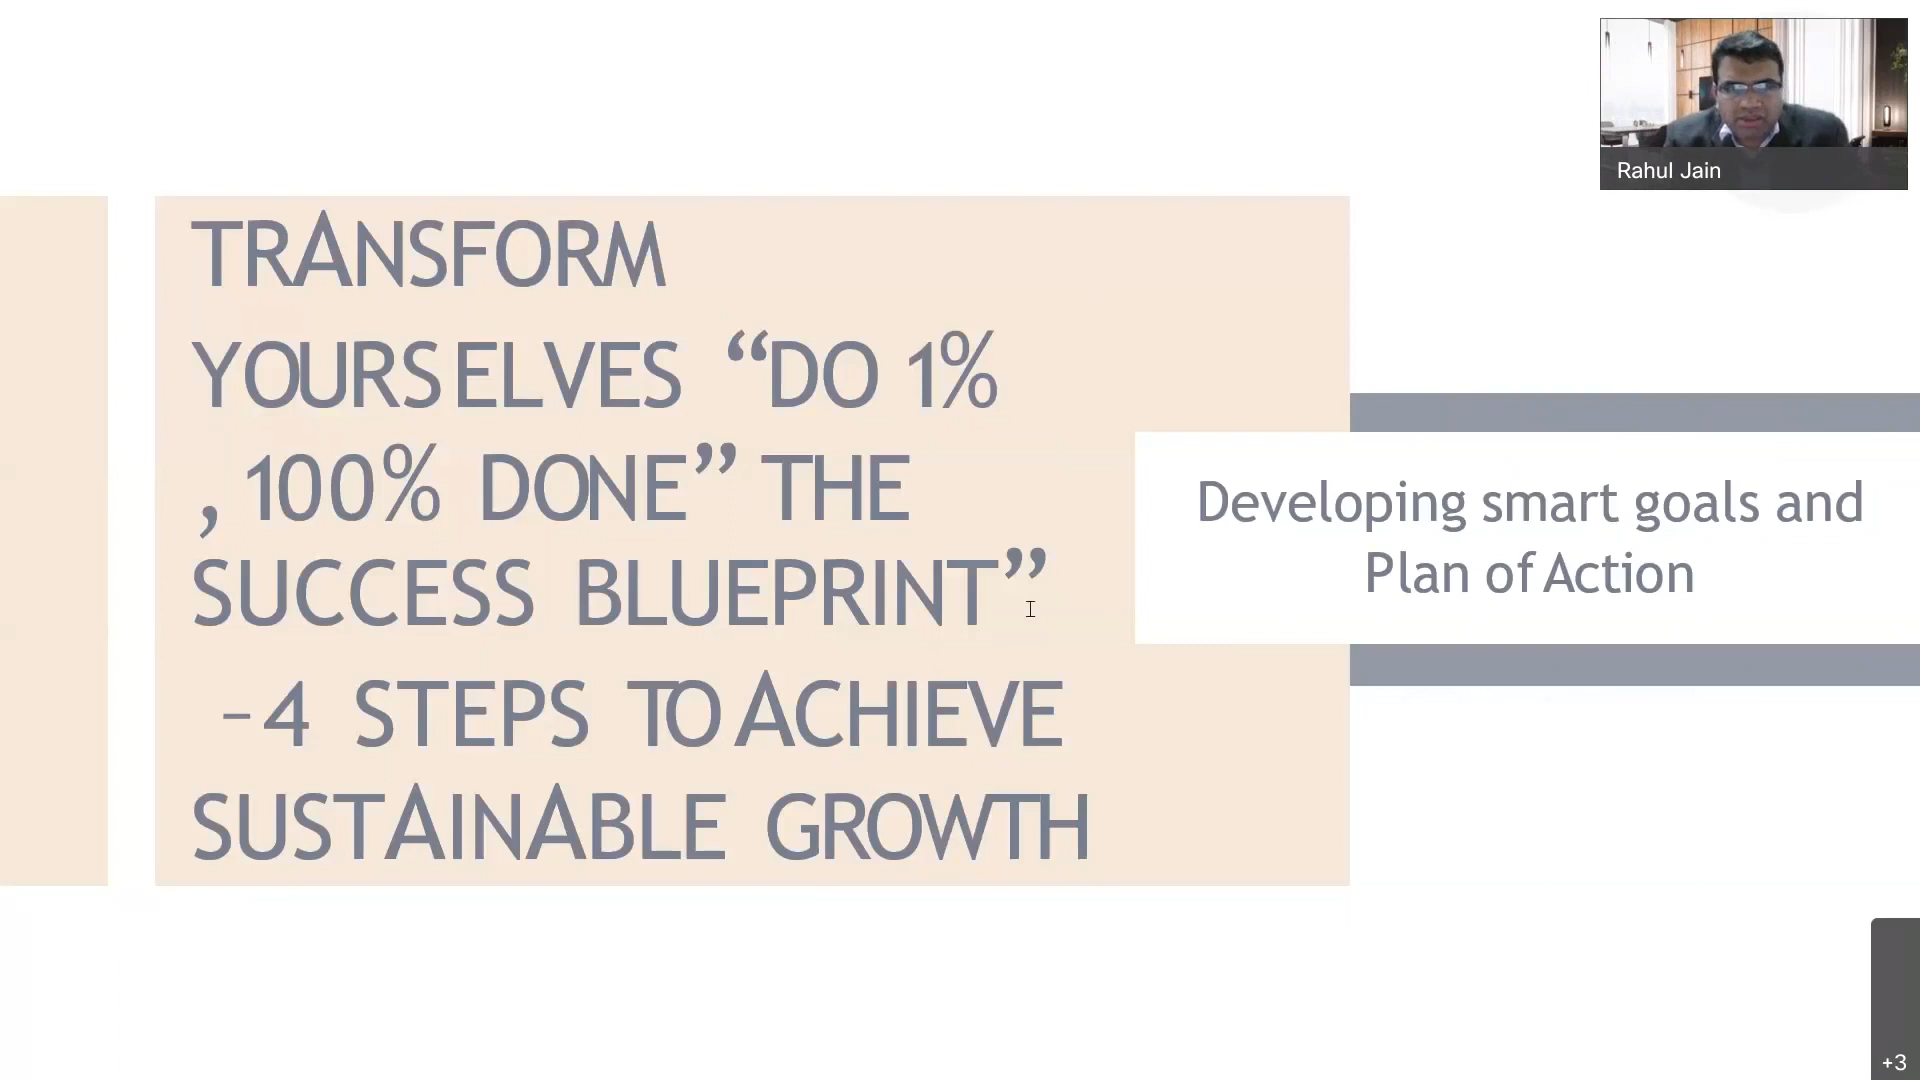 Rahul Jain
TRANSFORM
YOURSELVES “DO 1%
, 100% DONE” THE
SUCCESS BLUEPRINT”
–4 STEPS TO ACHIEVE
SUSTAINABLE GROWTH
Developing smart goals and
Plan of Action
+3